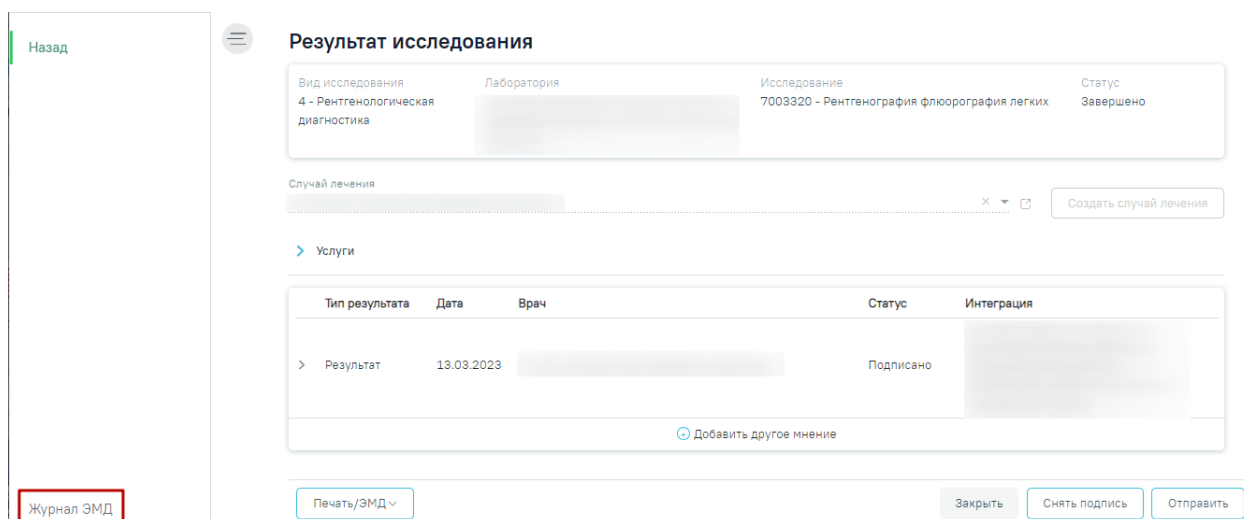 Назад
Результат исследования
Вид исследования Лаборатория Исследование Статус
4 - Рентгенологическая 7003320 - Рентгенография флюорография легких Завершено
диагностика
Случай лечения
Создать случай лечения
Услуги
Тип результата Дата Врач Статус Интеграция
Результат 13.03.2023 Подписано
Добавить другое мнение
Журнал ЭМД Печать/ЭМД Закрыть Снять подпись Отправить